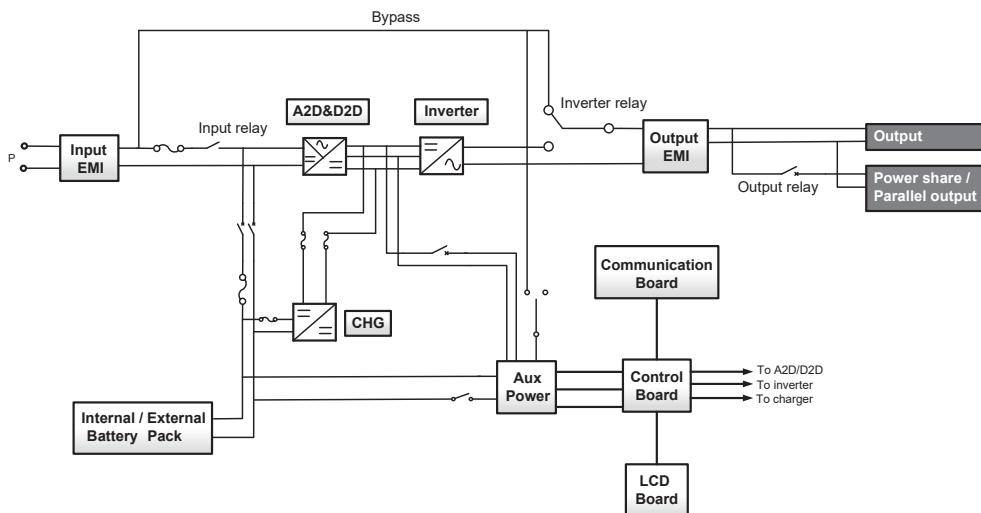 Bypass
A2D&D2D
Inverter
Inverter relay
Input relay
P
Input
EMI
Output
EMI
Output
Output relay
Power share /
Parallel output
Communication
Board
CHG
Aux
Power
Control
Board
To A2D/D2D
To inverter
To charger
Internal / External
Battery Pack
LCD
Board